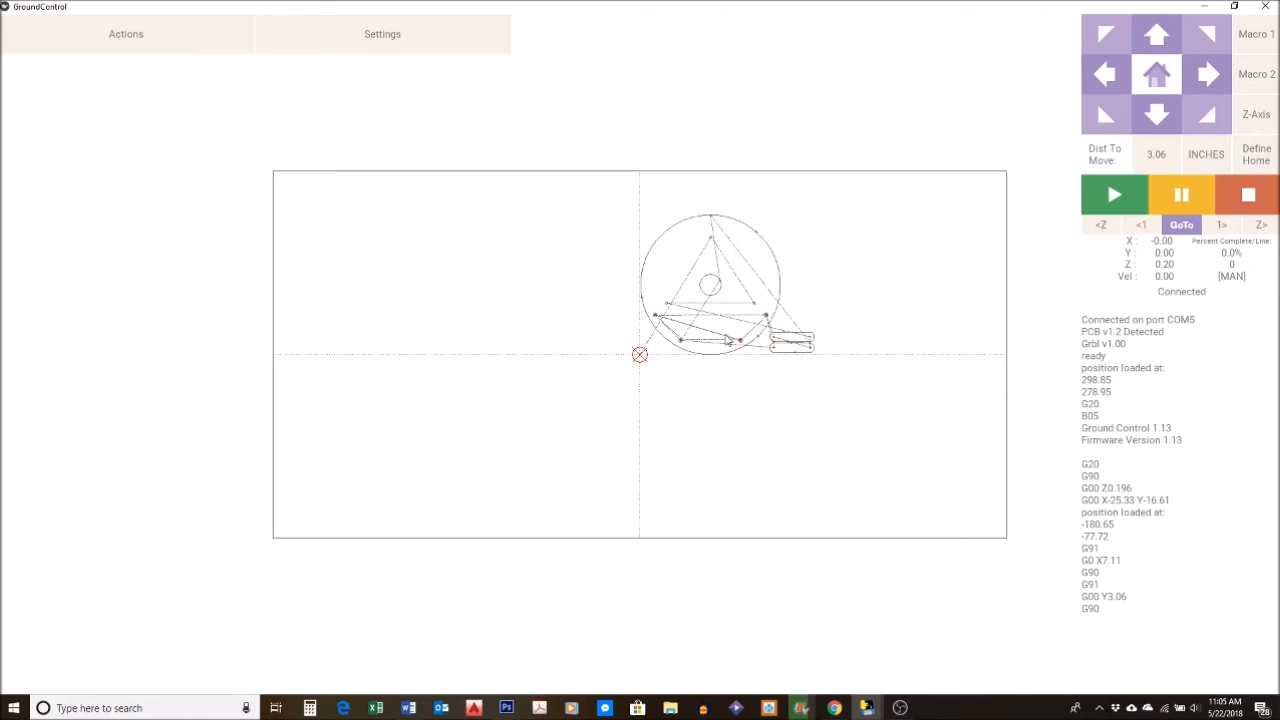 GroundControl
Actions
Settings
Macro 1
Macro 2
Z-Axis
Dist To
Move:
3.06
INCHES
Define
Home
<Z
<1
GoTo
1>
Z>
X : -0.00 Percent Complete/Line:
Y : 0.00 0.0%
Z : 0.20 0
Vel : 0.00 [MAN]
Connected
Connected on port COM5
PCB v1.2 Detected
Grbl v1.00
ready
position loaded at:
298.85
278.95
G20
B05
Ground Control 1.13
Firmware Version 1.13
G20
G90
G00 Z0.196
G00 X-25.33 Y-16.61
position loaded at:
-180.65
-77.72
G91
G0 X7.11
G90
G91
G00 Y3.06
G90
Type here to search
11:05 AM
5/22/2018